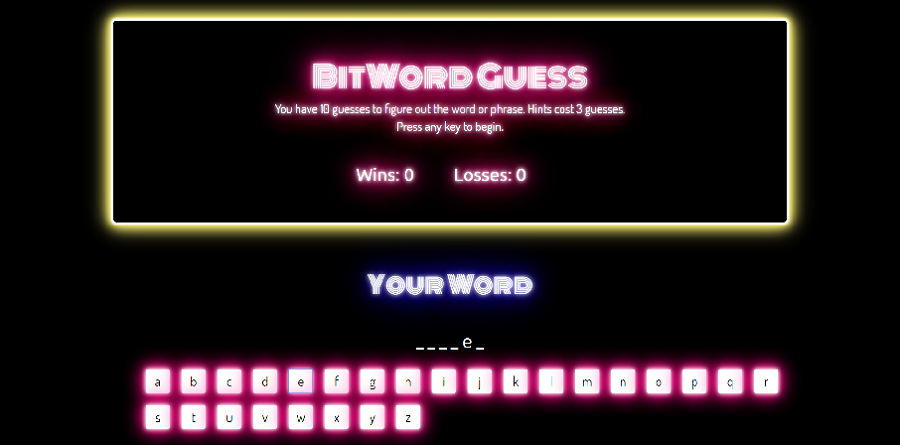 BitWord Guess
You have 10 guesses to figure out the word or phrase. Hints cost 3 guesses.
Press any key to begin.
Wins: 0 Losses: 0
Your Word
_ _ _ _ e _
a b c d e f g h i j k l m n o p q r
s t u v w x y z